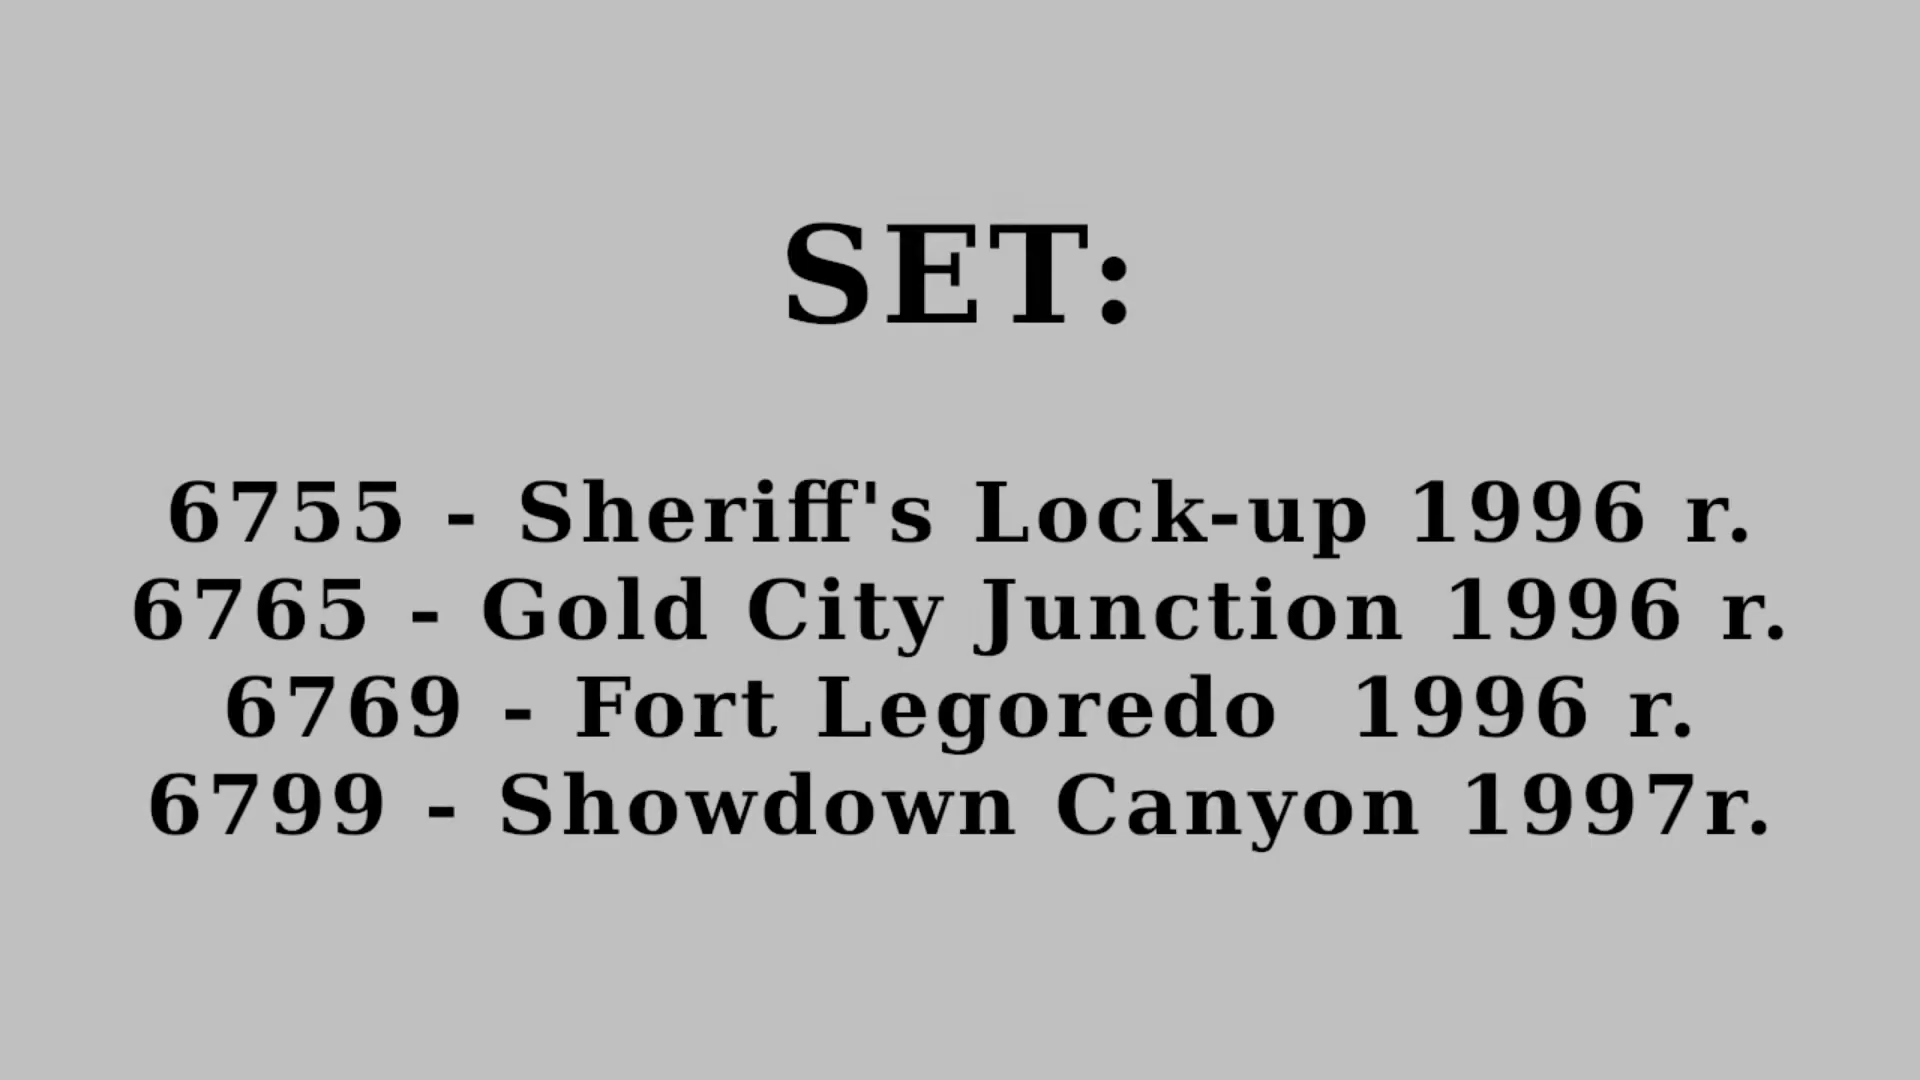 SET:
6755 - Sheriff's Lock-up 1996 r.
6765 - Gold City Junction 1996 r.
6769 - Fort Legoredo  1996 r.
6799 - Showdown Canyon 1997r.